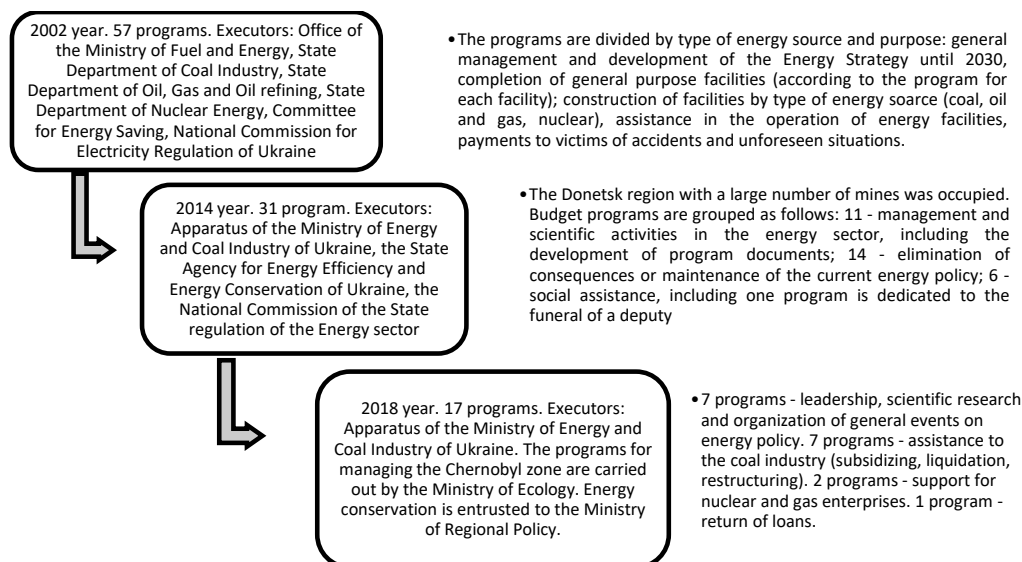 2002 year. 57 programs. Executors: Office of
the Ministry of Fuel and Energy, State
Department of Coal Industry, State
Department of Oil, Gas and Oil refining, State
Department of Nuclear Energy, Committee
for Energy Saving, National Commission for
Electricity Regulation of Ukraine
•The programs are divided by type of energy source and purpose: general
management and development of the Energy Strategy until 2030,
completion of general purpose facilities (according to the program for
each facility); construction of facilities by type of energy soarce (coal, oil
and gas, nuclear), assistance in the operation of energy facilities,
payments to victims of accidents and unforeseen situations.
2014 year. 31 program. Executors:
Apparatus of the Ministry of Energy
and Coal Industry of Ukraine, the State
Agency for Energy Efficiency and
Energy Conservation of Ukraine, the
National Commission of the State
regulation of the Energy sector
•The Donetsk region with a large number of mines was occupied.
Budget programs are grouped as follows: 11 - management and
scientific activities in the energy sector, including the
development of program documents; 14 - elimination of
consequences or maintenance of the current energy policy; 6 -
social assistance, including one program is dedicated to the
funeral of a deputy
2018 year. 17 programs. Executors:
Apparatus of the Ministry of Energy and
Coal Industry of Ukraine. The programs for
managing the Chernobyl zone are carried
out by the Ministry of Ecology. Energy
conservation is entrusted to the Ministry
of Regional Policy.
•7 programs - leadership, scientific research
and organization of general events on
energy policy. 7 programs - assistance to
the coal industry (subsidizing, liquidation,
restructuring). 2 programs - support for
nuclear and gas enterprises. 1 program -
return of loans.